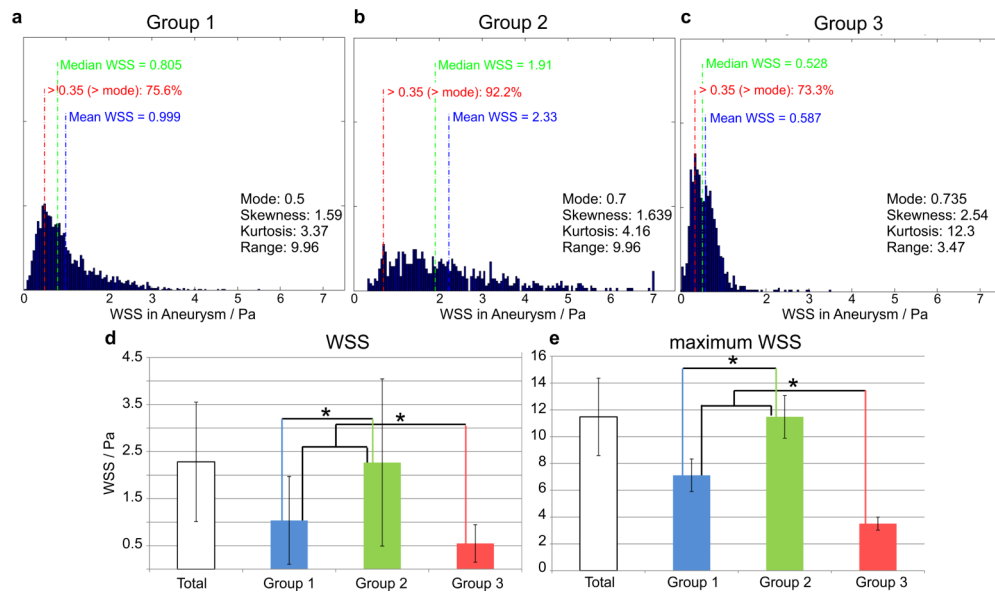 a
Group 1
Median WSS = 0.805
> 0.35 (> mode): 75.6%
Mean WSS = 0.999
Mode: 0.5
Skewness: 1.59
Kurtosis: 3.37
Range: 9.96
0 1 2 3 4 5 6 7
WSS in Aneurysm / Pa
b
Group 2
Median WSS = 1.91
> 0.35 (> mode): 92.2%
Mean WSS = 2.33
Mode: 0.7
Skewness: 1.639
Kurtosis: 4.16
Range: 9.96
0 1 2 3 4 5 6 7
WSS in Aneurysm / Pa
c
Group 3
Median WSS = 0.528
> 0.35 (> mode): 73.3%
Mean WSS = 0.587
Mode: 0.735
Skewness: 2.54
Kurtosis: 12.3
Range: 3.47
0 1 2 3 4 5 6 7
WSS in Aneurysm / Pa
d
WSS
WSS / Pa
4.5
3.5
2.5
1.5
0.5
*
*
Total Group 1 Group 2 Group 3
e
maximum WSS
16
14
12
10
8
6
4
2
0
*
*
Total Group 1 Group 2 Group 3